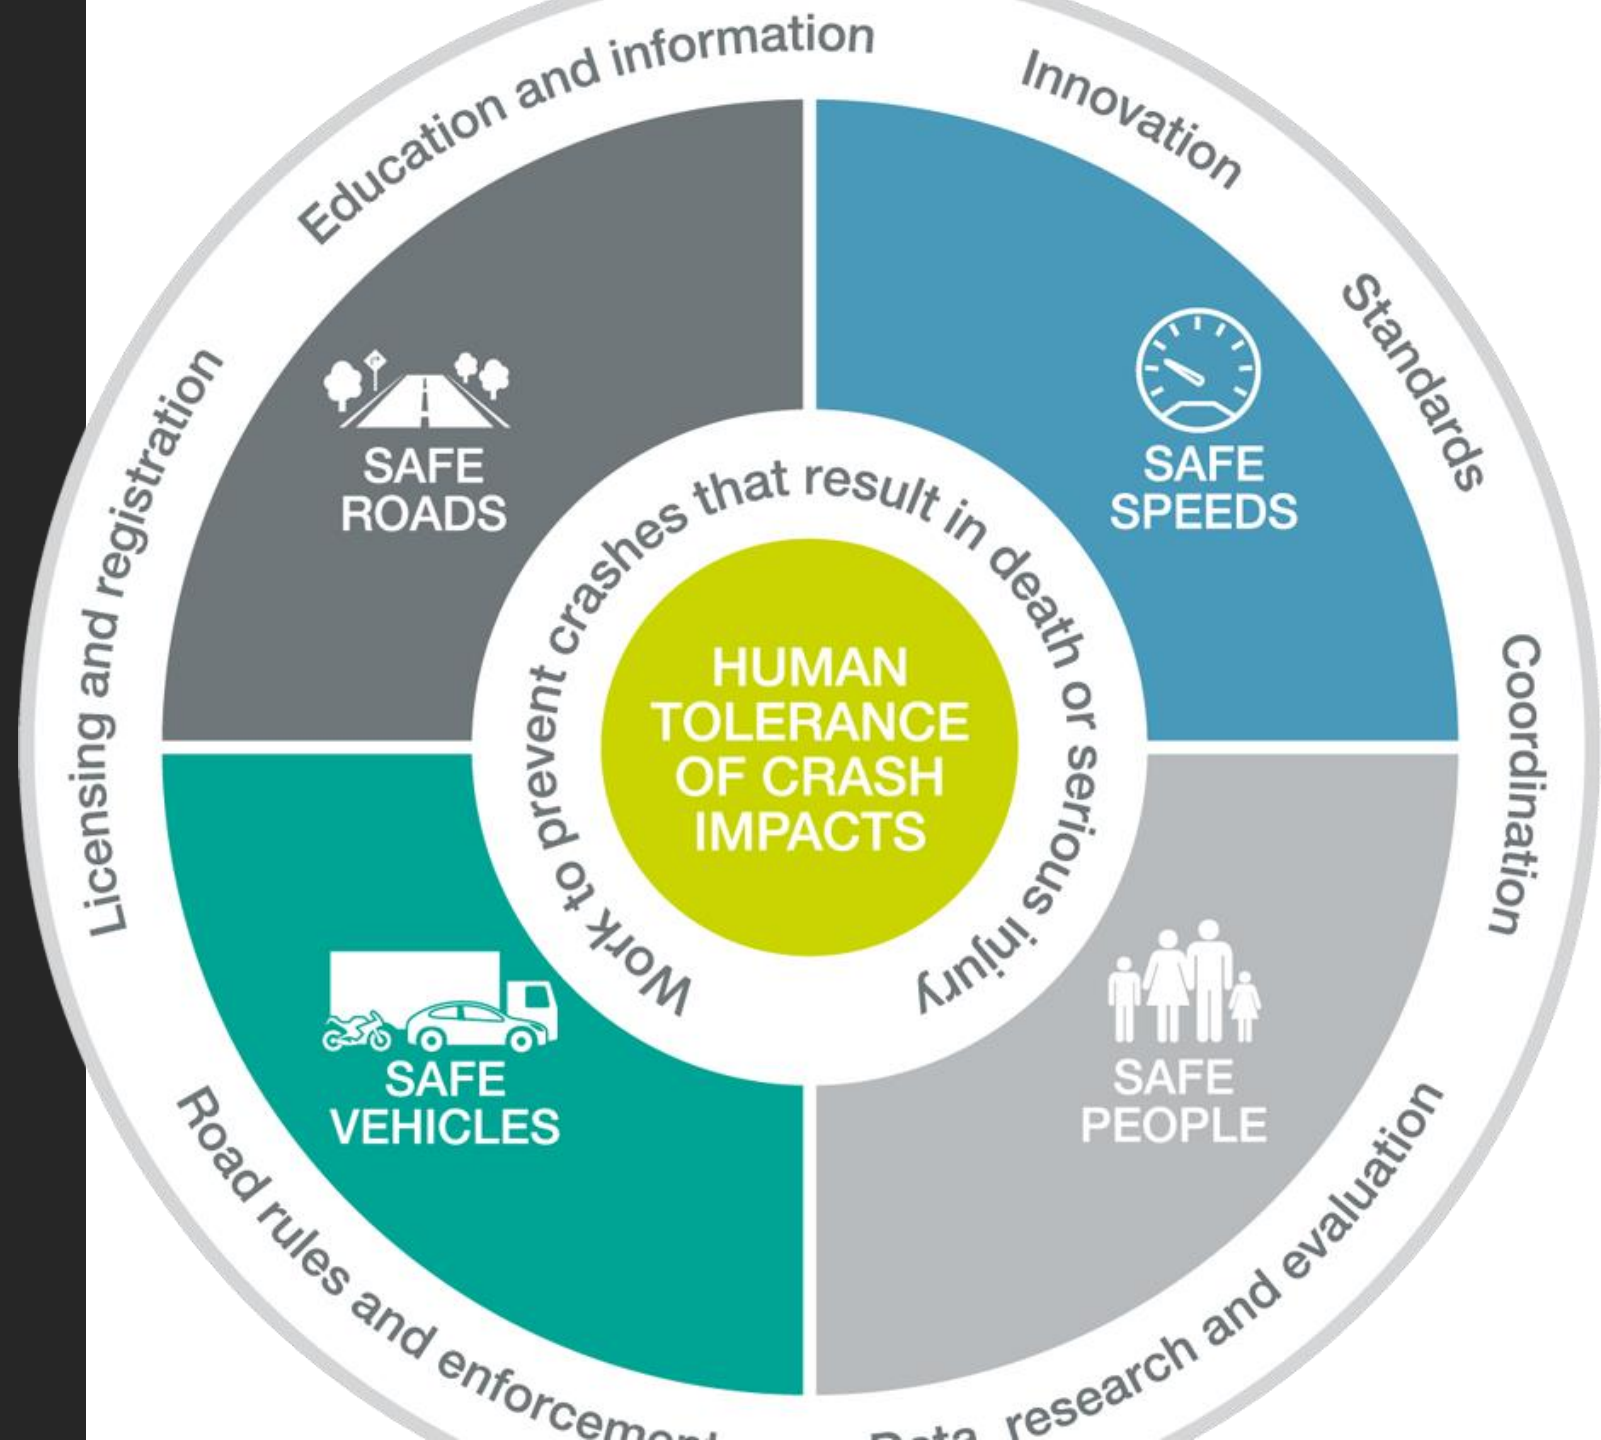 Education and information
Innovation
Standards
Coordination
Data, research and evaluation
Road rules and enforcement
Licensing and registration
SAFE
ROADS
SAFE
SPEEDS
SAFE
PEOPLE
SAFE
VEHICLES
Work to prevent crashes that result in death or serious injury
HUMAN
TOLERANCE
OF CRASH
IMPACTS